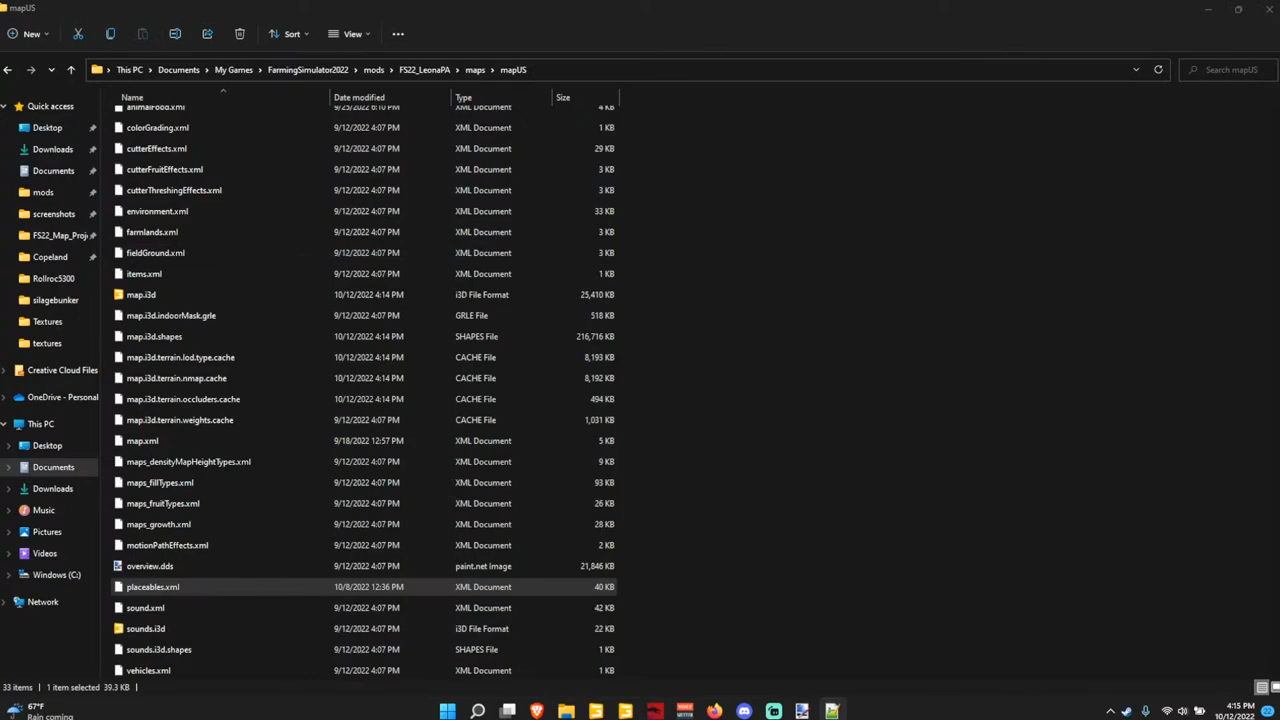 mapUS
New
Sort
View
This PC > Documents > My Games > FarmingSimulator2022 > mods > FS22_LeonaPA > maps > mapUS
Search mapUS
Name Date modified Type Size
Quick access
Desktop
Downloads
Documents
mods
screenshots
FS22_Map_Proj
Copeland
Rollroc5300
silagebunker
Textures
textures
Creative Cloud Files
OneDrive - Personal
This PC
Desktop
Documents
Downloads
Music
Pictures
Videos
Windows (C:)
Network
animalFood.xml 9/25/2022 6:10 PM XML Document 4 KB
colorGrading.xml 9/12/2022 4:07 PM XML Document 1 KB
cutterEffects.xml 9/12/2022 4:07 PM XML Document 29 KB
cutterFruitEffects.xml 9/12/2022 4:07 PM XML Document 3 KB
cutterThreshingEffects.xml 9/12/2022 4:07 PM XML Document 3 KB
environment.xml 9/12/2022 4:07 PM XML Document 33 KB
farmlands.xml 9/12/2022 4:07 PM XML Document 3 KB
fieldGround.xml 9/12/2022 4:07 PM XML Document 3 KB
items.xml 9/12/2022 4:07 PM XML Document 1 KB
map.i3d 10/12/2022 4:14 PM i3D File Format 25,410 KB
map.i3d.indoorMask.grle 9/12/2022 4:07 PM GRLE File 518 KB
map.i3d.shapes 10/12/2022 4:14 PM SHAPES File 216,716 KB
map.i3d.terrain.lod.type.cache 10/12/2022 4:14 PM CACHE File 8,193 KB
map.i3d.terrain.nmap.cache 10/12/2022 4:14 PM CACHE File 8,192 KB
map.i3d.terrain.occluders.cache 10/12/2022 4:14 PM CACHE File 494 KB
map.i3d.terrain.weights.cache 9/12/2022 4:07 PM CACHE File 1,031 KB
map.xml 9/18/2022 12:57 PM XML Document 5 KB
maps_densityMapHeightTypes.xml 9/12/2022 4:07 PM XML Document 9 KB
maps_fillTypes.xml 9/12/2022 4:07 PM XML Document 93 KB
maps_fruitTypes.xml 9/12/2022 4:07 PM XML Document 26 KB
maps_growth.xml 9/12/2022 4:07 PM XML Document 28 KB
motionPathEffects.xml 9/12/2022 4:07 PM XML Document 2 KB
overview.dds 9/12/2022 4:07 PM paint.net Image 21,846 KB
placeables.xml 10/8/2022 12:36 PM XML Document 40 KB
sound.xml 9/12/2022 4:07 PM XML Document 42 KB
sounds.i3d 9/12/2022 4:07 PM i3D File Format 22 KB
sounds.i3d.shapes 9/12/2022 4:07 PM SHAPES File 1 KB
vehicles.xml 9/12/2022 4:07 PM XML Document 1 KB
33 items 1 item selected 39.3 KB
67°F
Rain coming
4:15 PM
10/12/2022